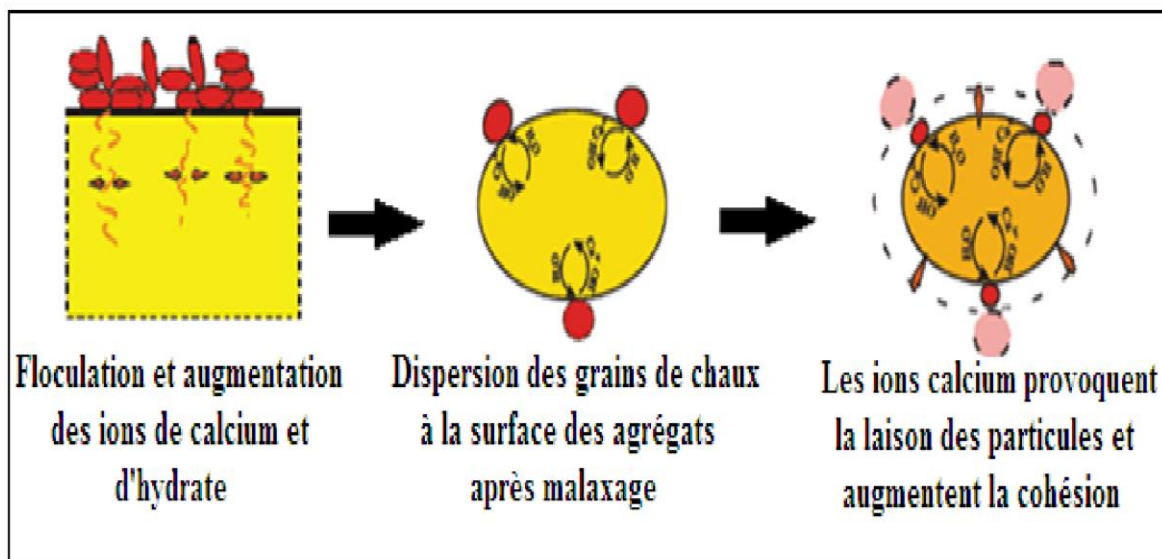 Floculation et augmentation
des ions de calcium et
d'hydrate
Dispersion des grains de chaux
à la surface des agrégats
après malaxage
Les ions calcium provoquent
la laison des particules et
augmentent la cohésion